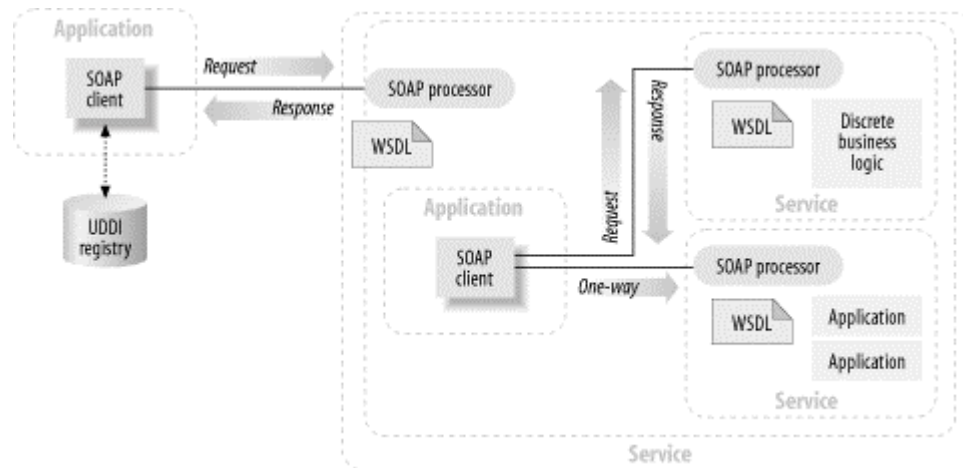 Application
SOAP
client
Request
Response
UDDI
registry
SOAP processor
WSDL
Application
SOAP
client
Request
Response
One-way
SOAP processor
WSDL
Discrete
business
logic
Service
SOAP processor
WSDL
Application
Application
Service
Service